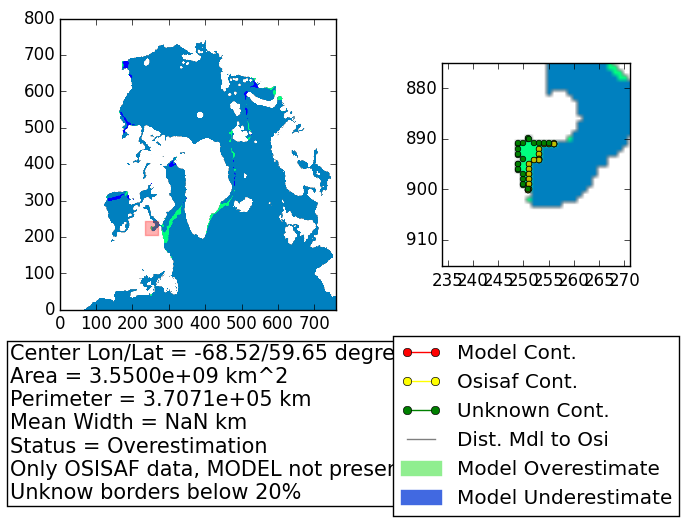 800
700
600
500
400
300
200
100
0
0 100 200 300 400 500 600 700
880
890
900
910
235 240 245 250 255 260 265 270
Center Lon/Lat = -68.52/59.65 degre
Area = 3.5500e+09 km^2
Perimeter = 3.7071e+05 km
Mean Width = NaN km
Status = Overestimation
Only OSISAF data, MODEL not presen
Unknow borders below 20%
Model Cont.
Osisaf Cont.
Unknown Cont.
Dist. Mdl to Osi
Model Overestimate
Model Underestimate